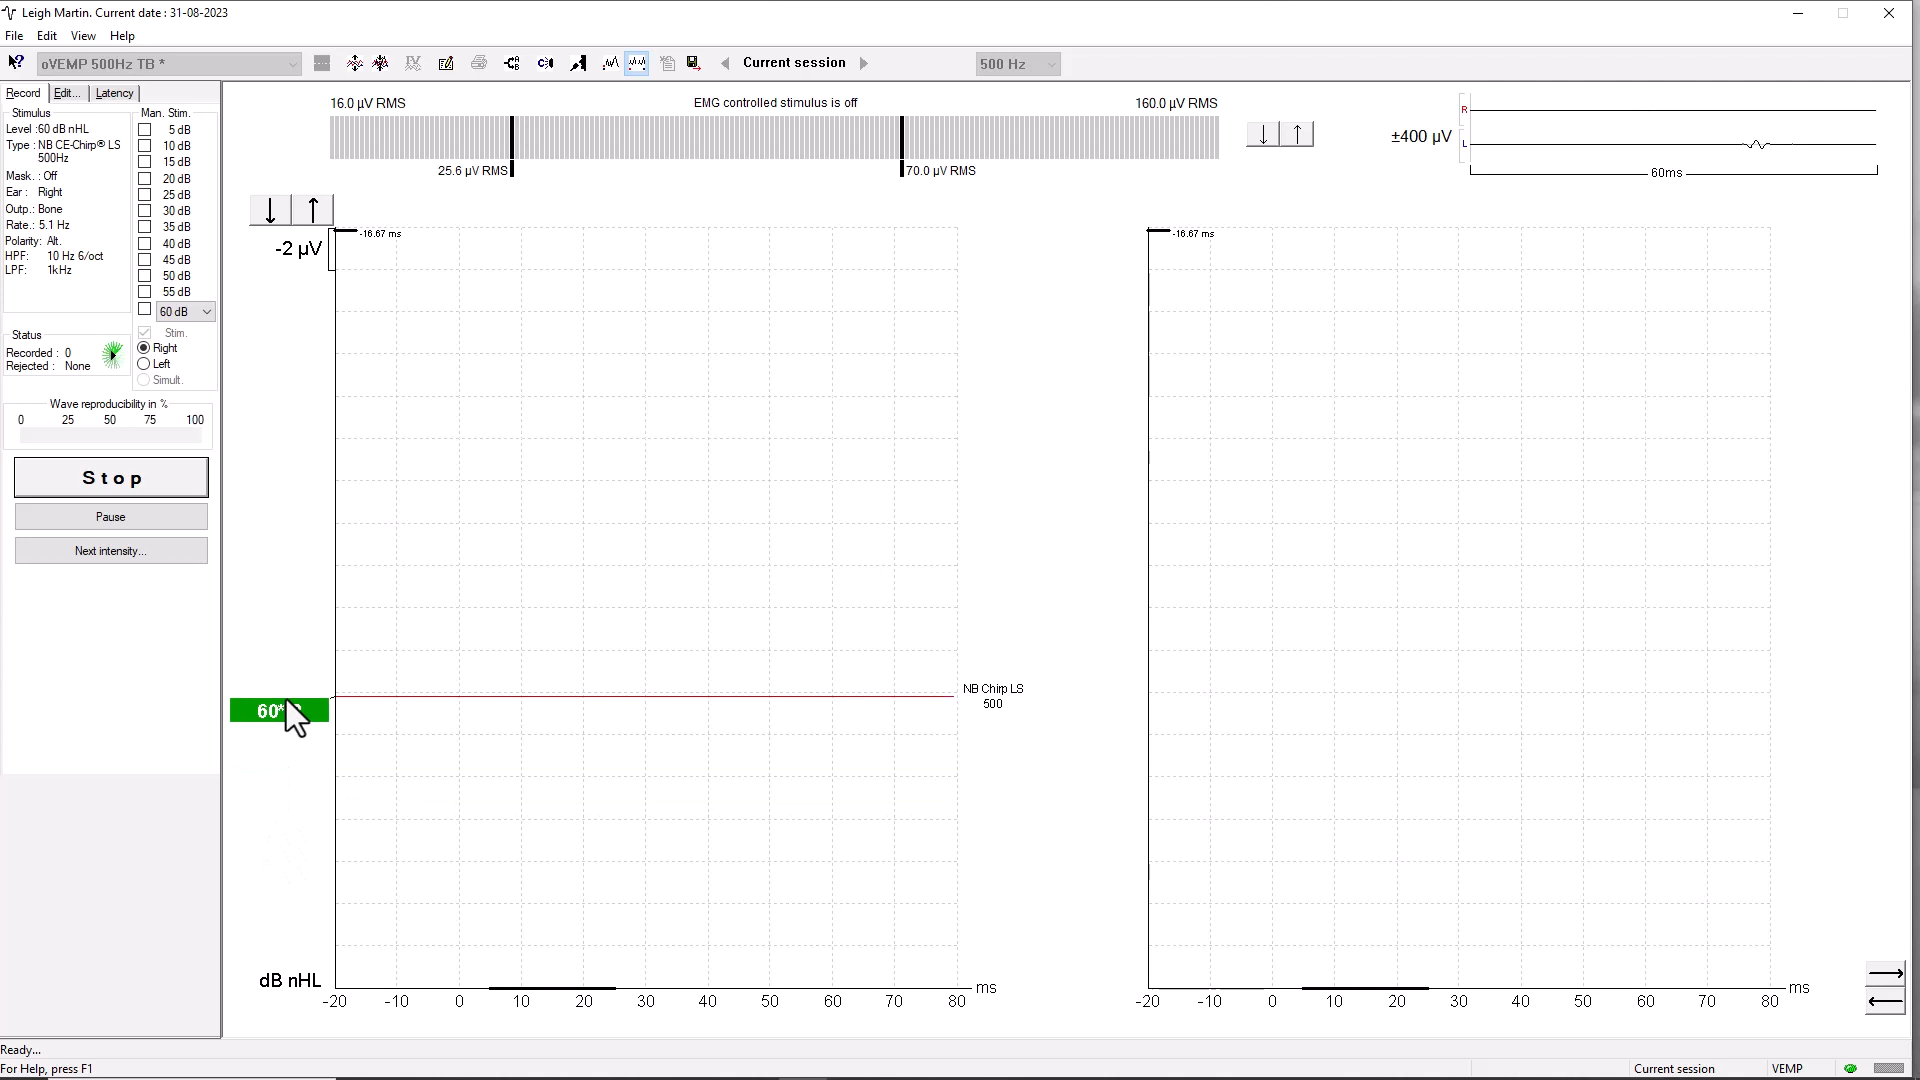 Leigh Martin. Current date : 31-08-2023
File Edit View Help
oVEMP 500Hz TB *
Current session
500 Hz
Record Edit... Latency
Stimulus
Level :60 dB nHL
Type : NB CE-Chirp® LS
500Hz
Mask. : Off
Ear : Right
Outp.: Bone
Rate.: 5.1 Hz
Polarity: Alt.
HPF: 10 Hz 6/oct
LPF: 1kHz
Man. Stim.
5 dB
10 dB
15 dB
20 dB
25 dB
30 dB
35 dB
40 dB
45 dB
50 dB
55 dB
60 dB
Stim.
Right
Left
Simult.
Status
Recorded : 0
Rejected : None
Wave reproducibility in %
0 25 50 75 100
Stop
Pause
Next intensity...
16.0 µV RMS EMG controlled stimulus is off 160.0 µV RMS
25.6 µV RMS 70.0 µV RMS
±400 µV
R
L
60ms
-2 µV
-16.67 ms
-16.67 ms
NB Chirp LS
500
dB nHL
-20 -10 0 10 20 30 40 50 60 70 80 ms
-20 -10 0 10 20 30 40 50 60 70 80 ms
Ready...
For Help, press F1
Current session VEMP